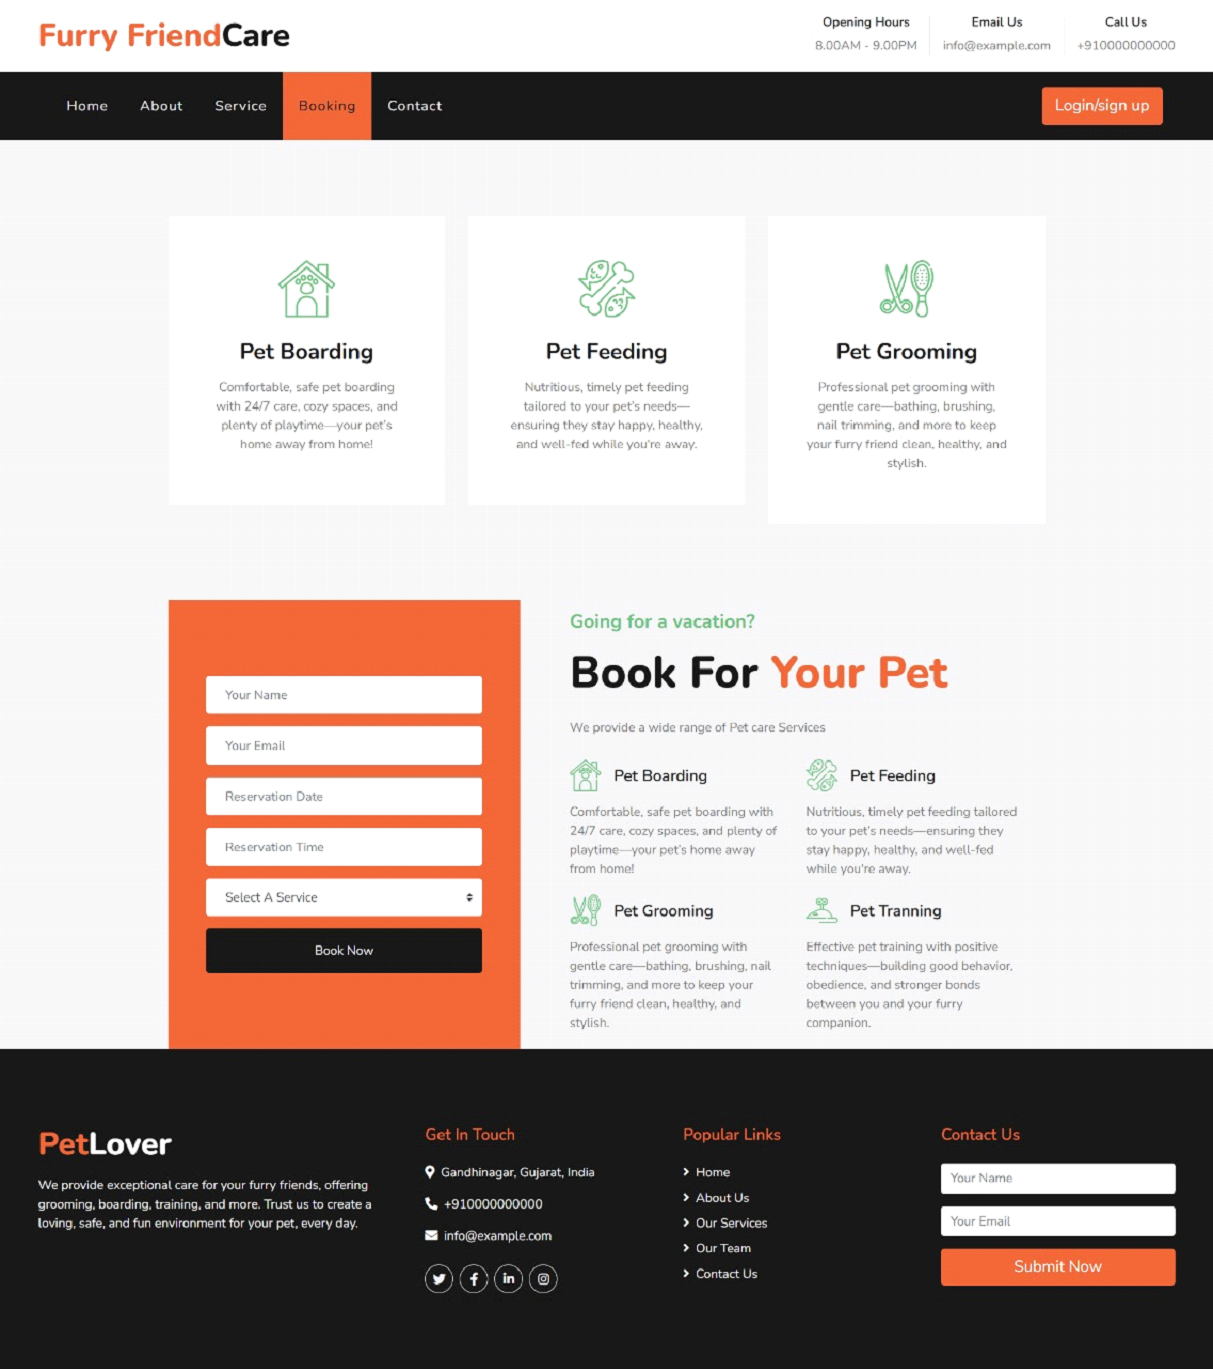 Furry FriendCare
Opening Hours
8.00AM - 9.00PM
Email Us
info@example.com
Call Us
+910000000000
Home
About
Service
Booking
Contact
Login/sign up
Pet Boarding
Comfortable, safe pet boarding
with 24/7 care, cozy spaces, and
plenty of playtime—your pet's
home away from home!
Pet Feeding
Nutritious, timely pet feeding
tailored to your pet's needs—
ensuring they stay happy, healthy,
and well-fed while you're away.
Pet Grooming
Professional pet grooming with
gentle care—bathing, brushing,
nail trimming, and more to keep
your furry friend clean, healthy, and
stylish.
Your Name
Your Email
Reservation Date
Reservation Time
Select A Service
Book Now
Going for a vacation?
Book For Your Pet
We provide a wide range of Pet care Services
Pet Boarding
Comfortable, safe pet boarding with
24/7 care, cozy spaces, and plenty of
playtime—your pet's home away
from home!
Pet Feeding
Nutritious, timely pet feeding tailored
to your pet's needs—ensuring they
stay happy, healthy, and well-fed
while you're away.
Pet Grooming
Professional pet grooming with
gentle care—bathing, brushing, nail
trimming, and more to keep your
furry friend clean, healthy, and
stylish.
Pet Tranning
Effective pet training with positive
techniques—building good behavior,
obedience, and stronger bonds
between you and your furry
companion.
PetLover
We provide exceptional care for your furry friends, offering
grooming, boarding, training, and more. Trust us to create a
loving, safe, and fun environment for your pet, every day.
Get In Touch
Gandhinagar, Gujarat, India
+910000000000
info@example.com
Popular Links
Home
About Us
Our Services
Our Team
Contact Us
Contact Us
Your Name
Your Email
Submit Now